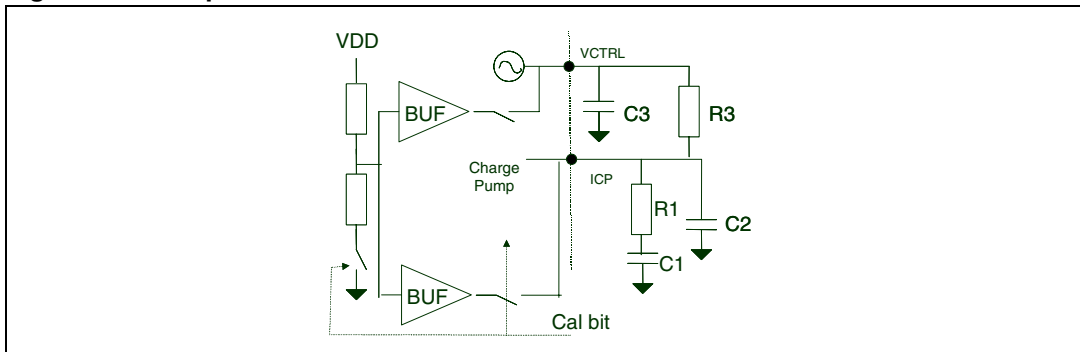 VDD
VCTRL
BUF
C3
R3
Charge
Pump
ICP
R1
C2
C1
BUF
Cal bit